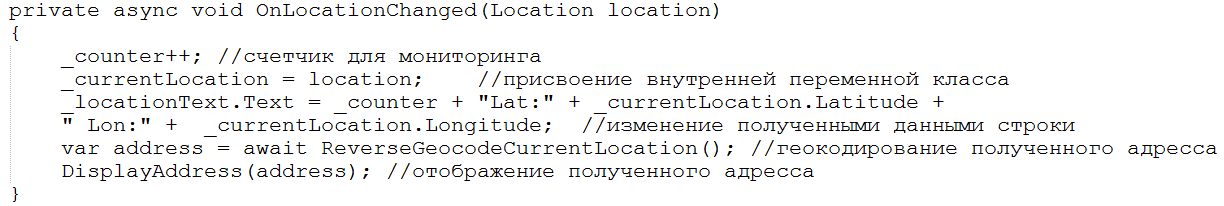 private async void OnLocationChanged(Location location)
{
_counter++; //счетчик для мониторинга
_currentLocation = location;    //присвоение внутренней переменной класса
_locationText.Text = _counter + "Lat:" + _currentLocation.Latitude +
" Lon:" +  _currentLocation.Longitude;  //изменение полученными данными строки
var address = await ReverseGeocodeCurrentLocation(); //геокодирование полученного адресса
DisplayAddress(address); //отображение полученного адресса
}